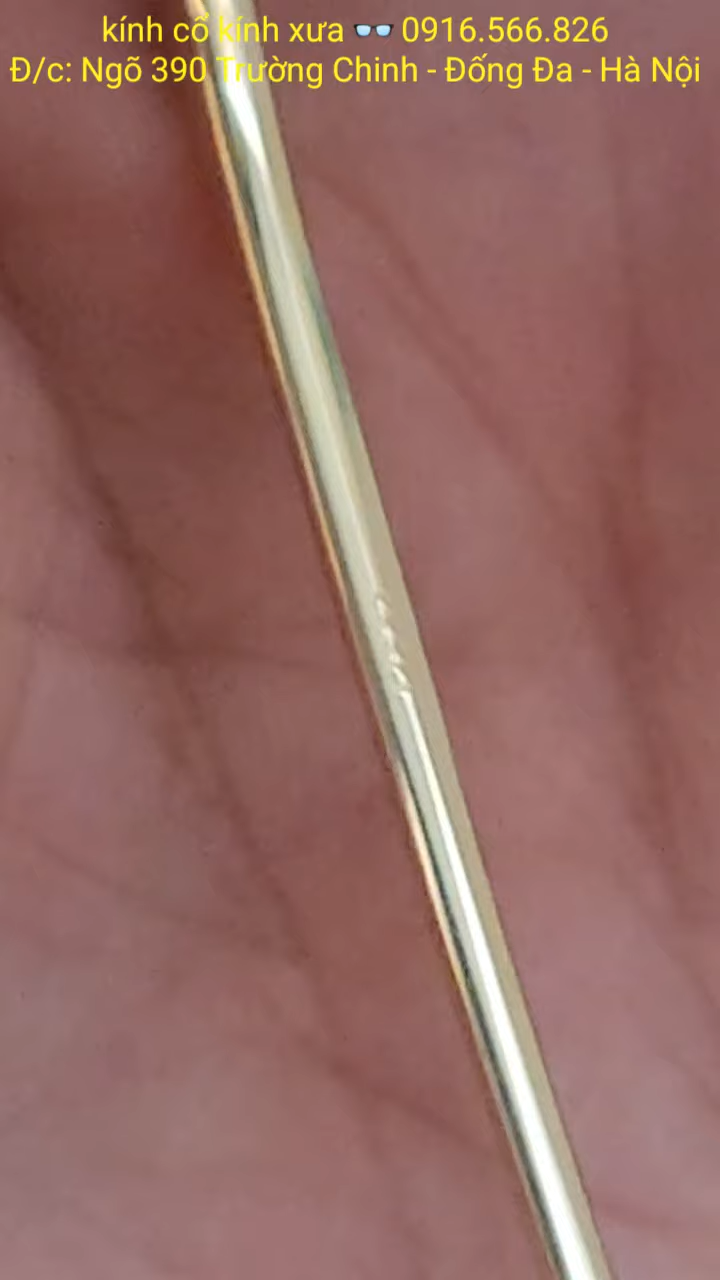 kính cổ kính xưa 👓 0916.566.826
Đ/c: Ngõ 390 Trường Chinh - Đống Đa - Hà Nội